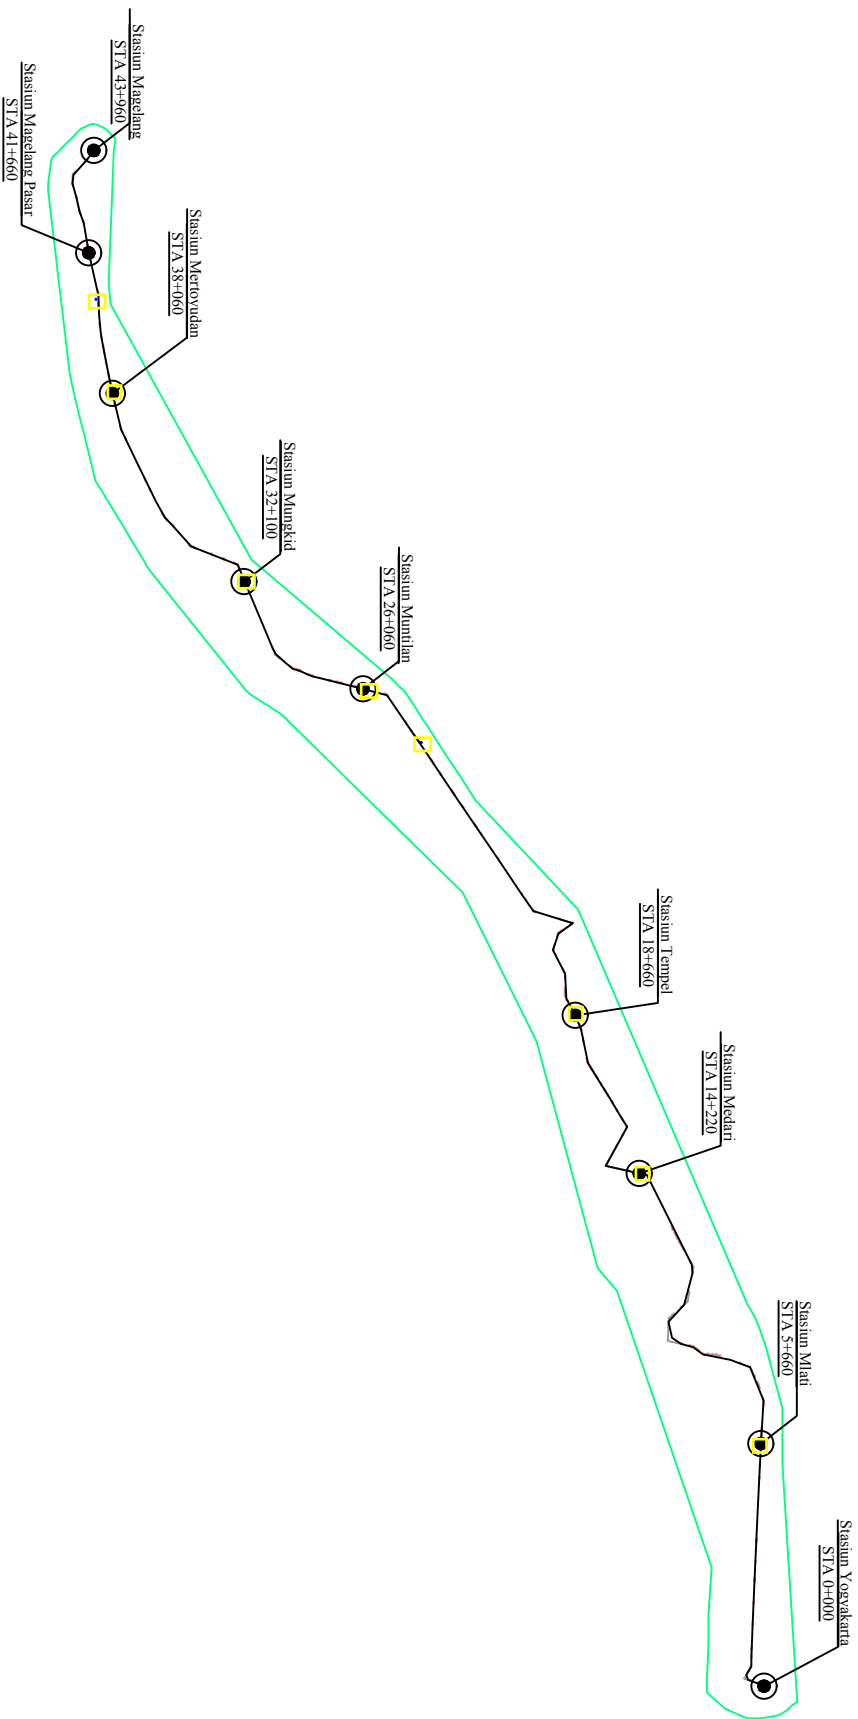 Stasiun Magelang
STA 43+960
Stasiun Magelang Pasar
STA 41+660
Stasiun Mertoyudan
STA 38+060
Stasiun Mungkid
STA 32+100
Stasiun Muntilan
STA 26+060
Stasiun Tempel
STA 18+660
Stasiun Medari
STA 14+220
Stasiun Mlati
STA 5+660
Stasiun Yogyakarta
STA 0+000